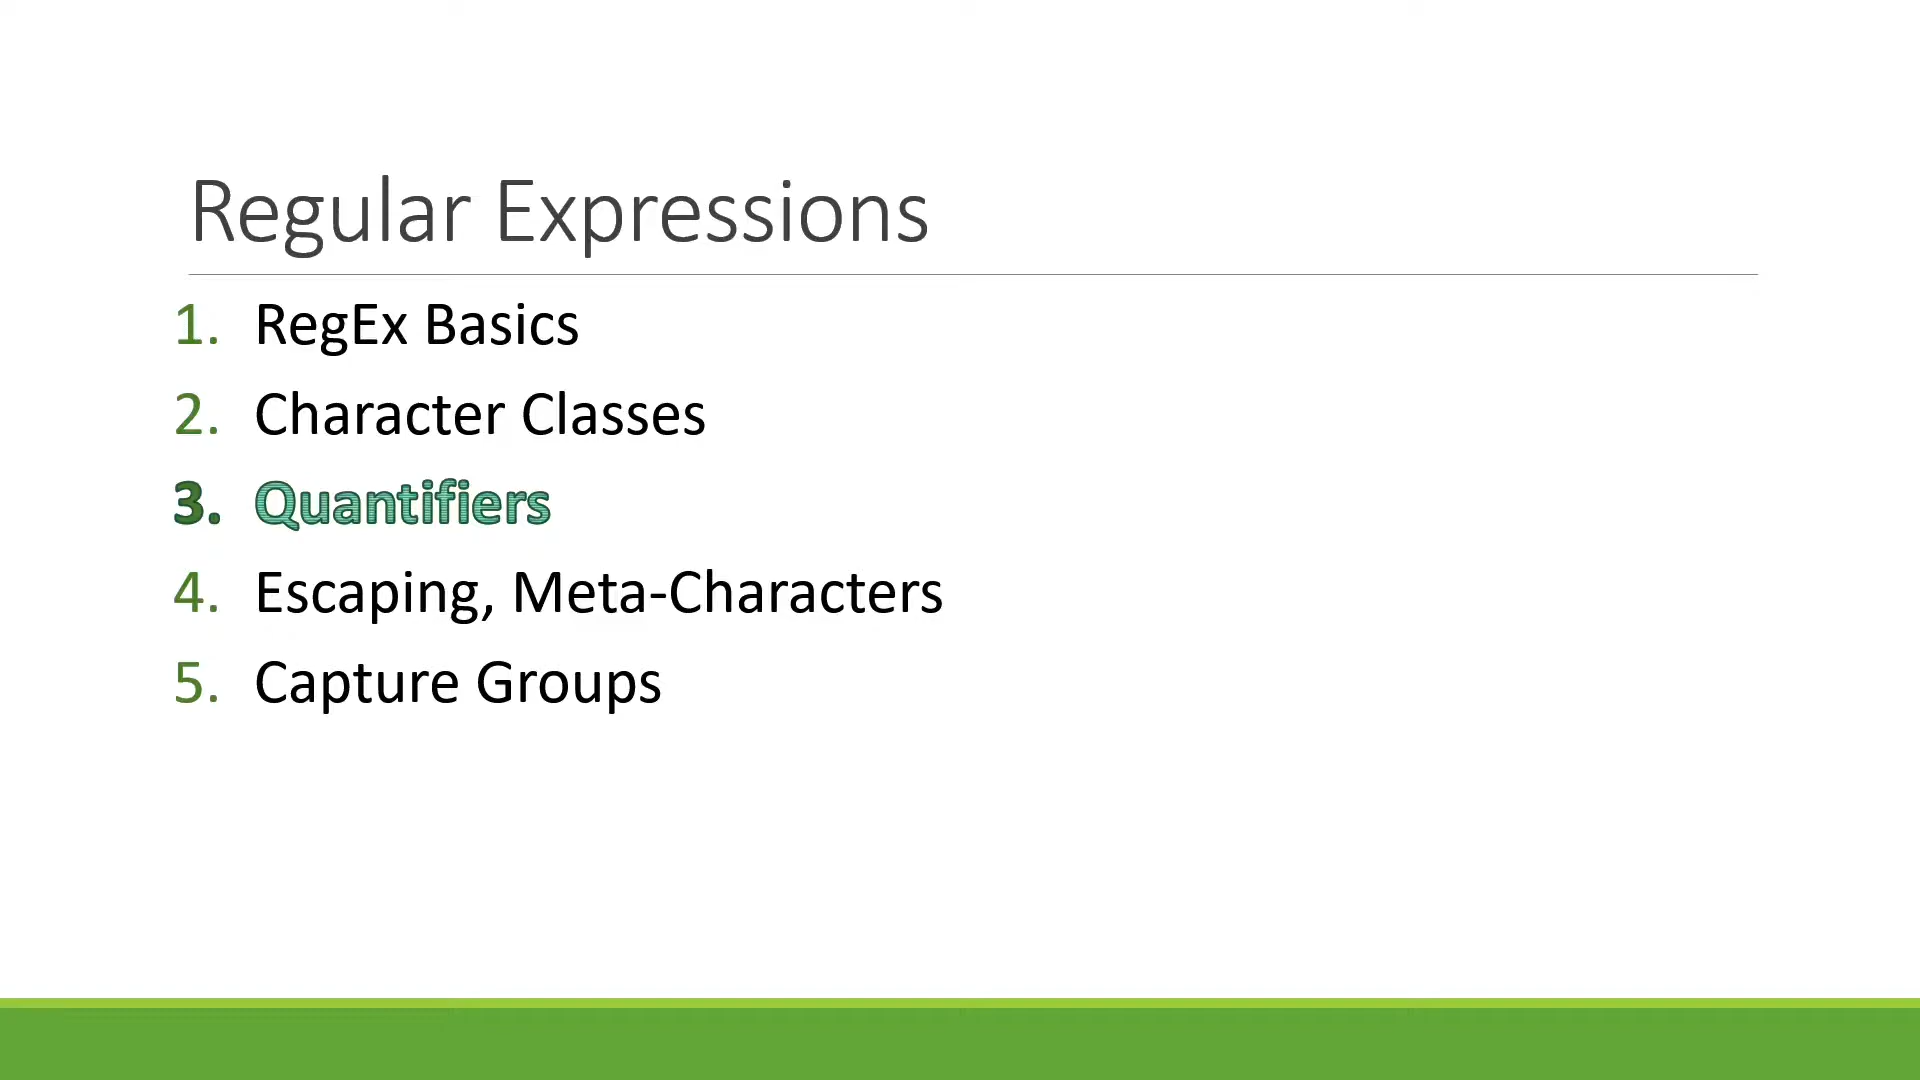 Regular Expressions
1. RegEx Basics
2. Character Classes
3. Quantifiers
4. Escaping, Meta-Characters
5. Capture Groups